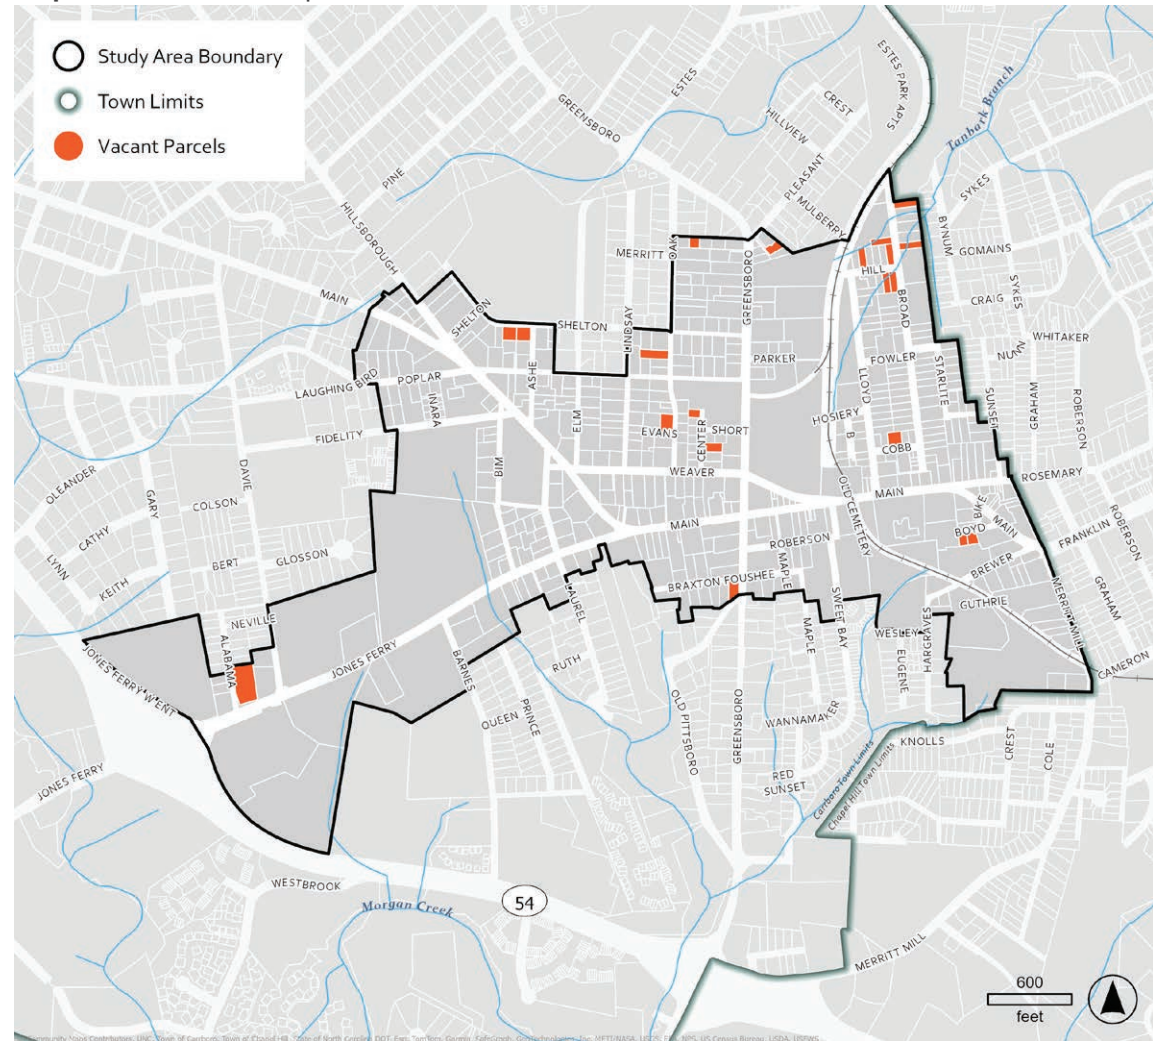 Study Area Boundary
Town Limits
Vacant Parcels
ESTES PARK APTS
ESTES
CREST
GREENSBORO
HILLVIEW
Tanbark Branch
PINE
PLEASANT
SYKES
HILLSBOROUGH
MULBERRY
BYNUM
MERRITT
OAK
GOMAINS
HILL
MAIN
SHELTON
GREENSBORO
BROAD
CRAIG
SYKES
SHELTON
LINDSAY
WHITAKER
NUNN
PARKER
FOWLER
LAUGHING BIRD
POPLAR
ASHE
STARLITE
LLOYD
INARA
ELM
SUNSET
GRAHAM
ROBERSON
HOSIERY
FIDELITY
EVANS
CENTER
SHORT
B
COBB
OLEANDER
DAVIE
BIM
WEAVER
ROSEMARY
GARY
COLSON
MAIN
OLD CEMETERY
BIKE
MAIN
CATHY
MAIN
BOYD
FRANKLIN
ROBERSON
LYNN
BERT
GLOSSON
ROBERSON
BREWER
KEITH
BRAXTON FOUSHEE
MAPLE
GRAHAM
LAUREL
SWEET BAY
GUTHRIE
MERRITT MILL
NEVILLE
MAPLE
WESLEY
HARGRAVES
ALABAMA
JONES FERRY
BARNES
RUTH
EUGENE
CAMERON
JONES FERRY W ENT
OLD PITTSBORO
GREENSBORO
QUEEN
PRINCE
WANNAMAKER
KNOLLS
CREST
COLE
JONES FERRY
RED
SUNSET
Carrboro Town Limits
Chapel Hill Town Limits
WESTBROOK
54
Morgan Creek
MERRITT MILL
600
feet